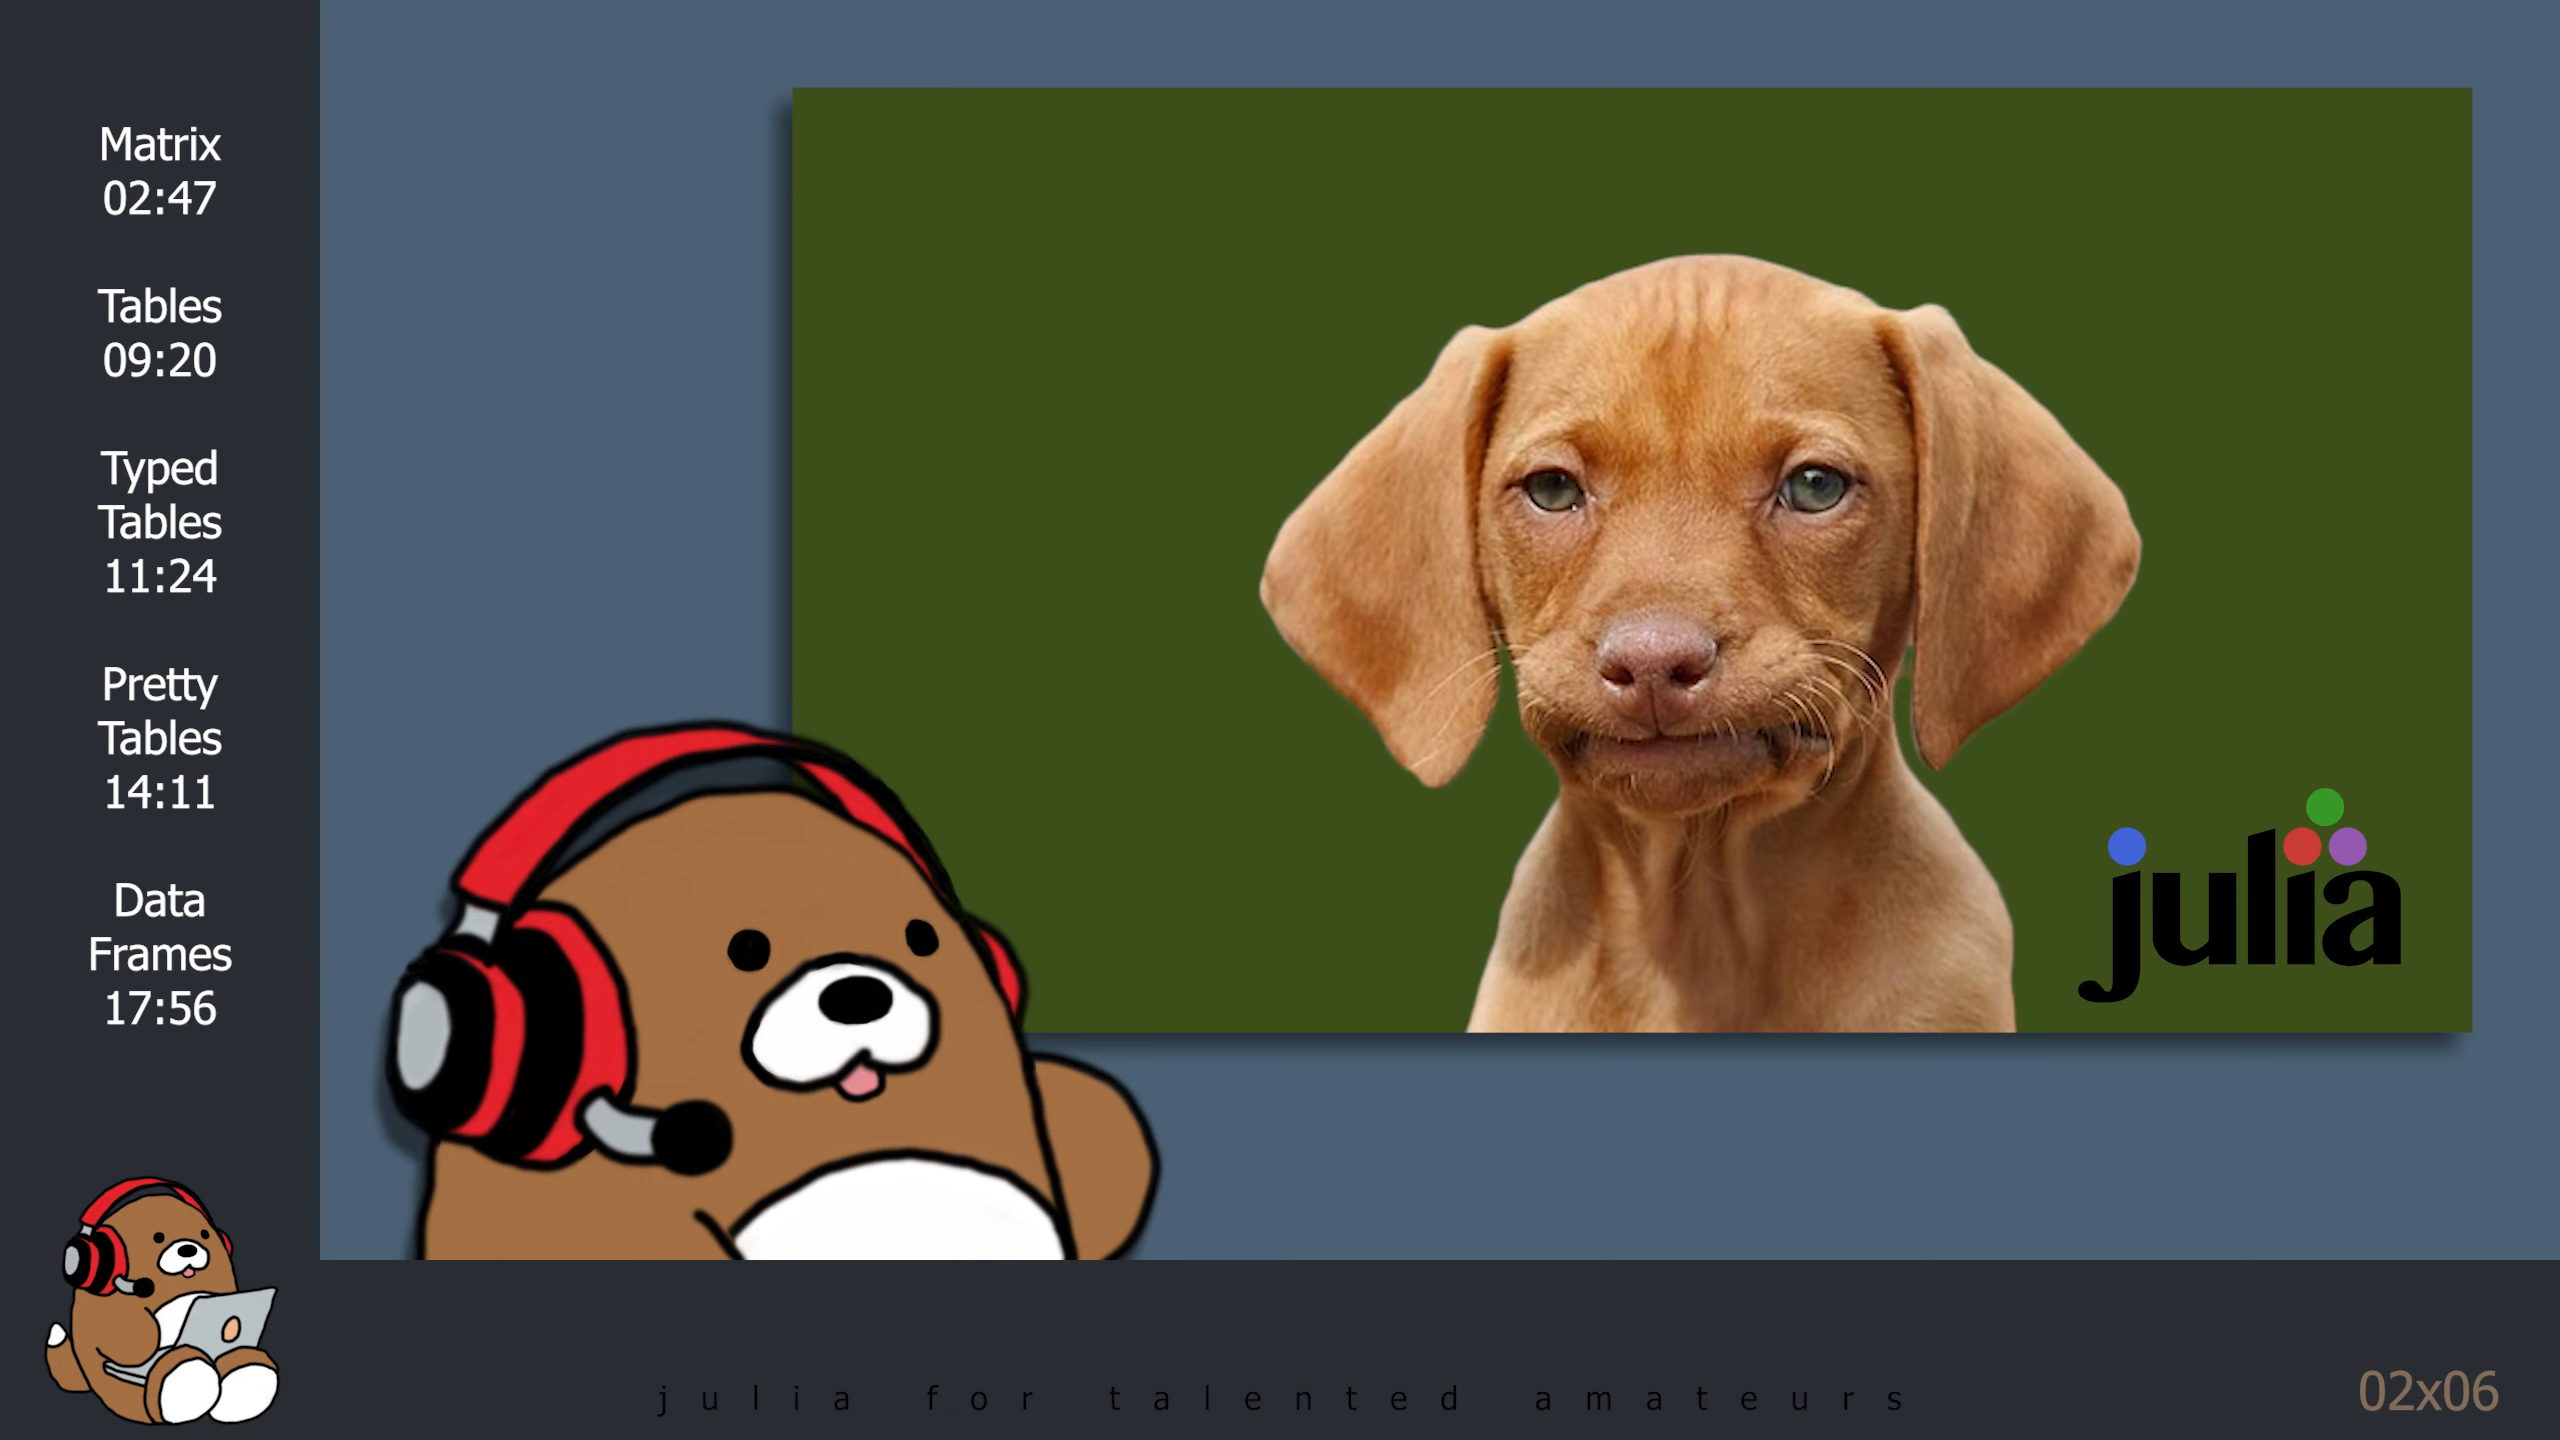 Matrix
02:47
Tables
09:20
Typed
Tables
11:24
Pretty
Tables
14:11
Data
Frames
17:56
julia
julia for talented amateurs
02x06